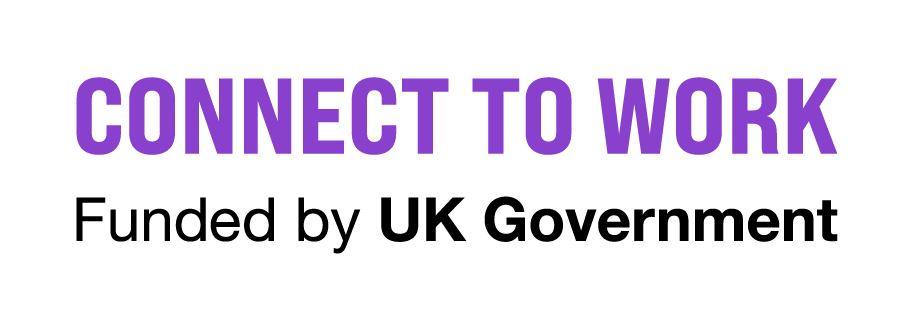 CONNECT TO WORK
Funded by UK Government